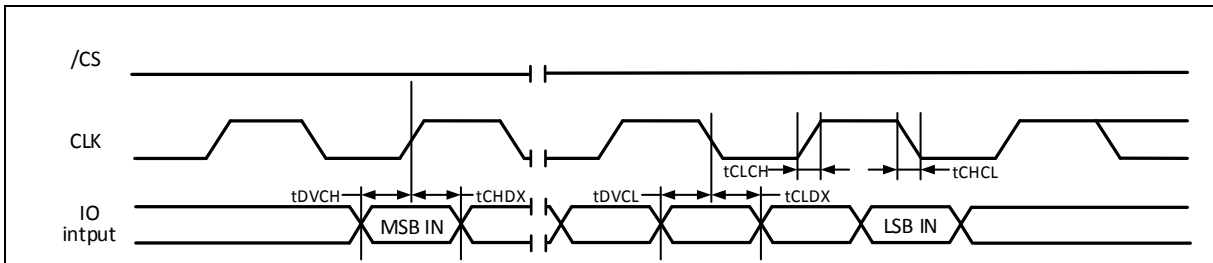 /CS
CLK
tCLCH
tCHCL
tDVCH
tCHDX
tDVCL
tCLDX
IO
intput
MSB IN
LSB IN